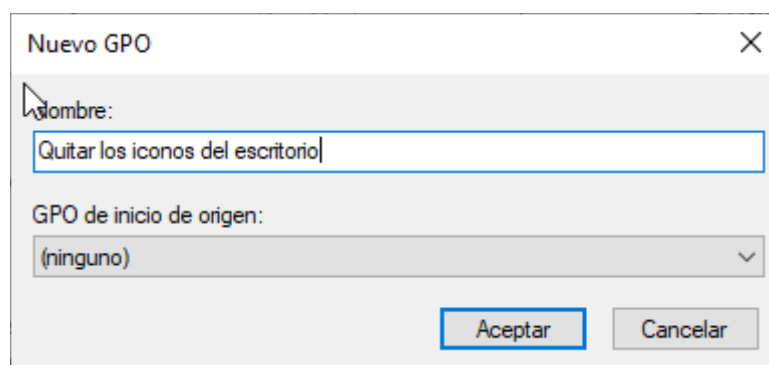 Nuevo GPO
Nombre:
Quitar los iconos del escritorio
GPO de inicio de origen:
(ninguno)
Aceptar
Cancelar